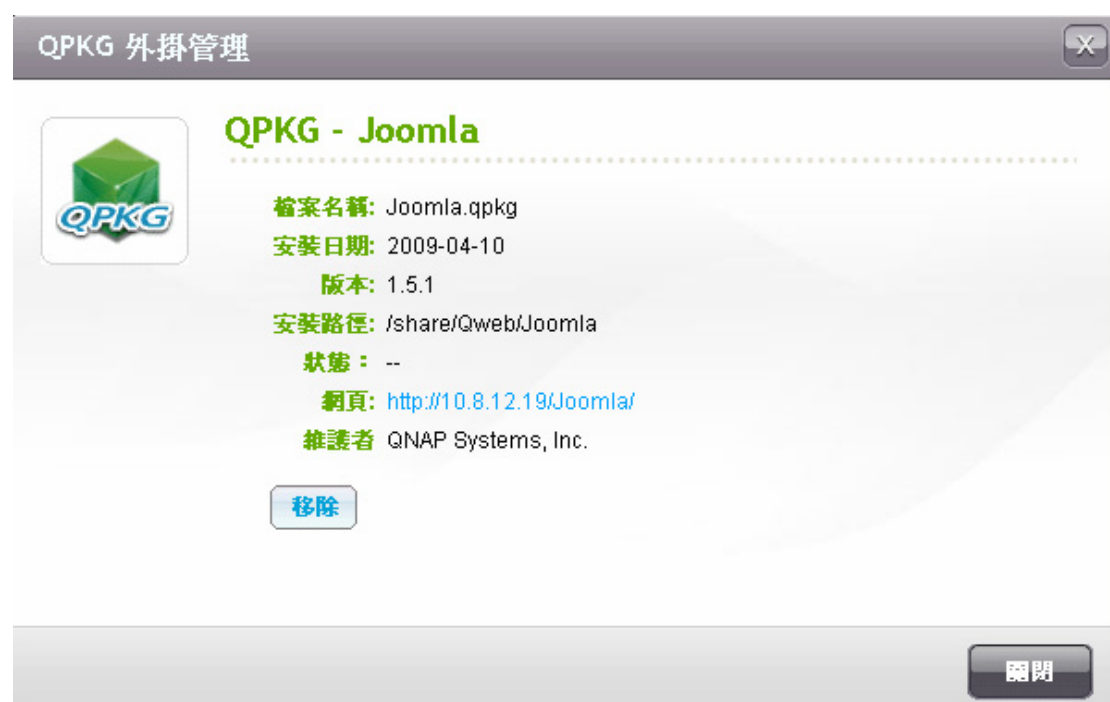 QPKG 外掛管理
X
QPKG - Joomla
QPKG
檔案名稱: Joomla.qpkg
安裝日期: 2009-04-10
版本: 1.5.1
安裝路徑: /share/Qweb/Joomla
狀態： --
網頁: http://10.8.12.19/Joomla/
維護者 QNAP Systems, Inc.
移除
關閉